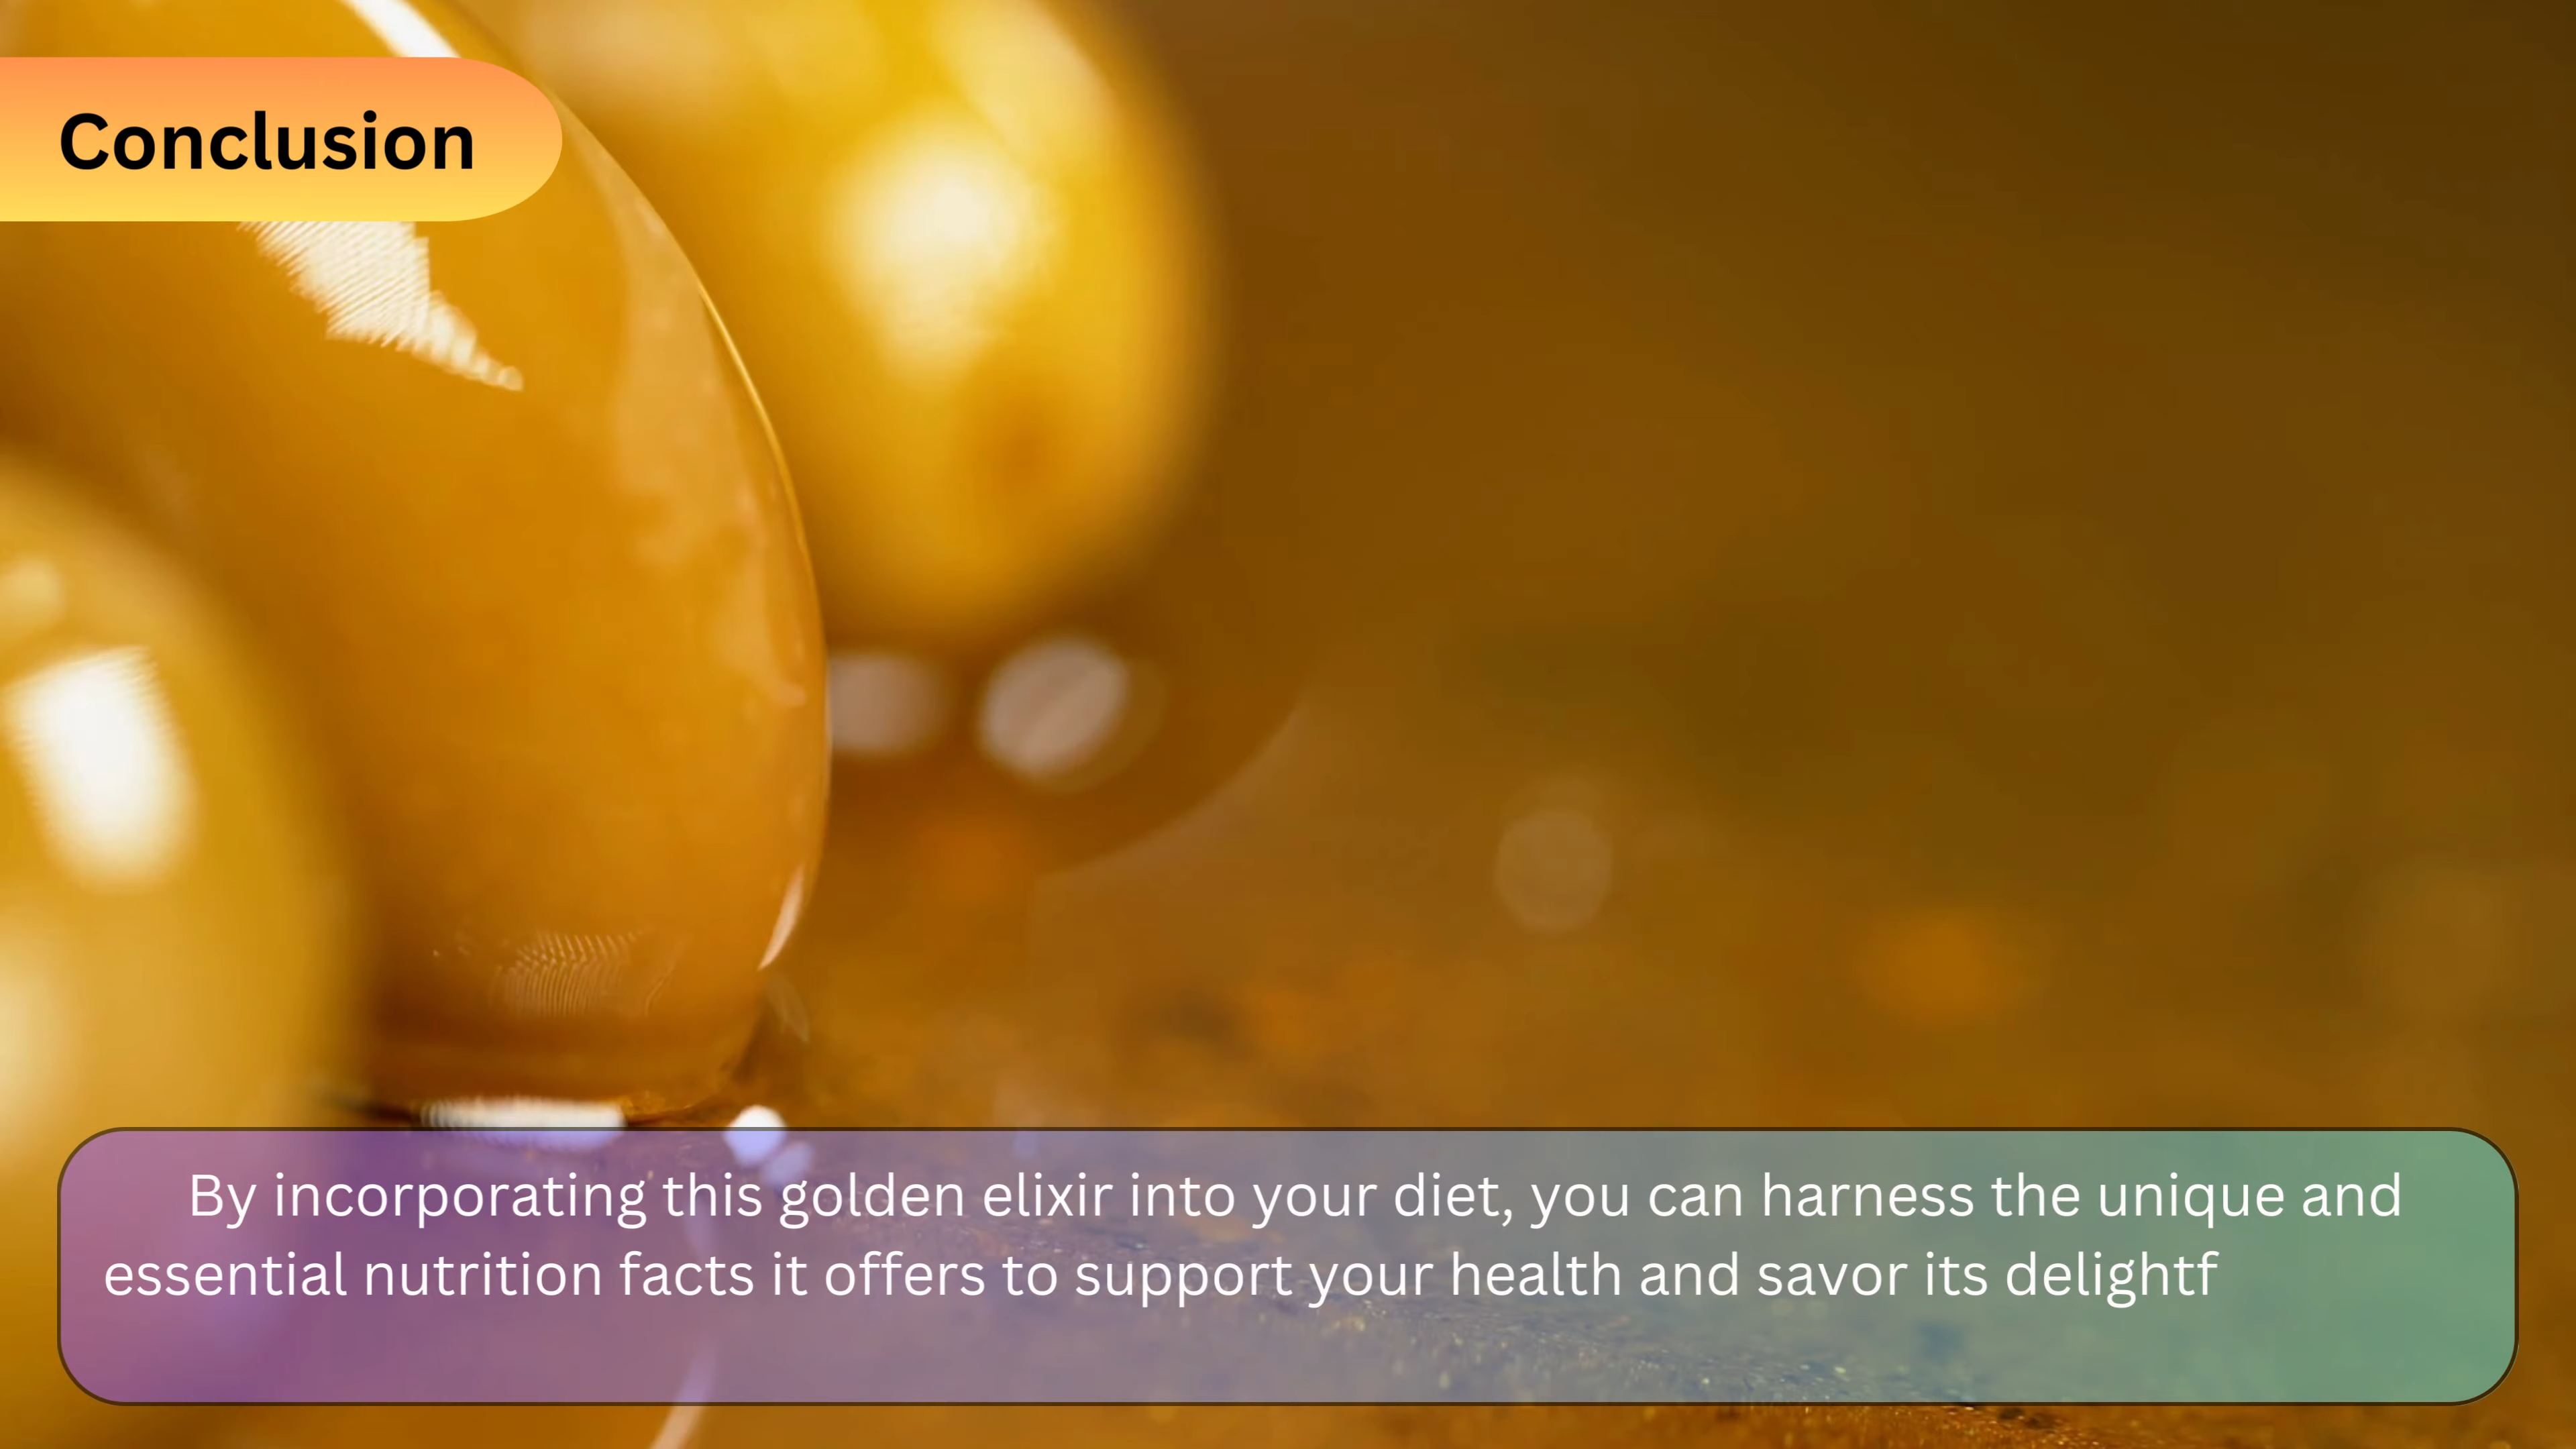 Conclusion
By incorporating this golden elixir into your diet, you can harness the unique and
essential nutrition facts it offers to support your health and savor its delightf